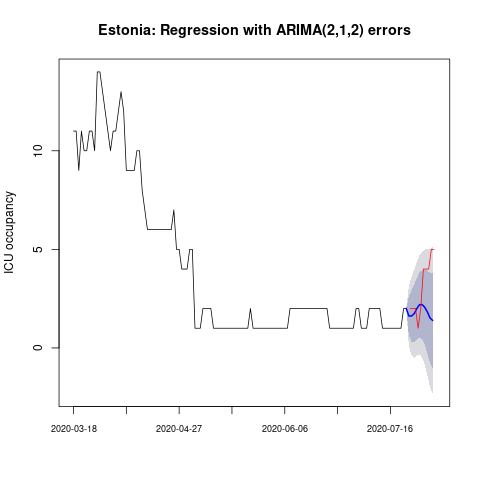 Estonia: Regression with ARIMA(2,1,2) errors
ICU occupancy
10
5
0
2020-03-18 2020-04-27 2020-06-06 2020-07-16